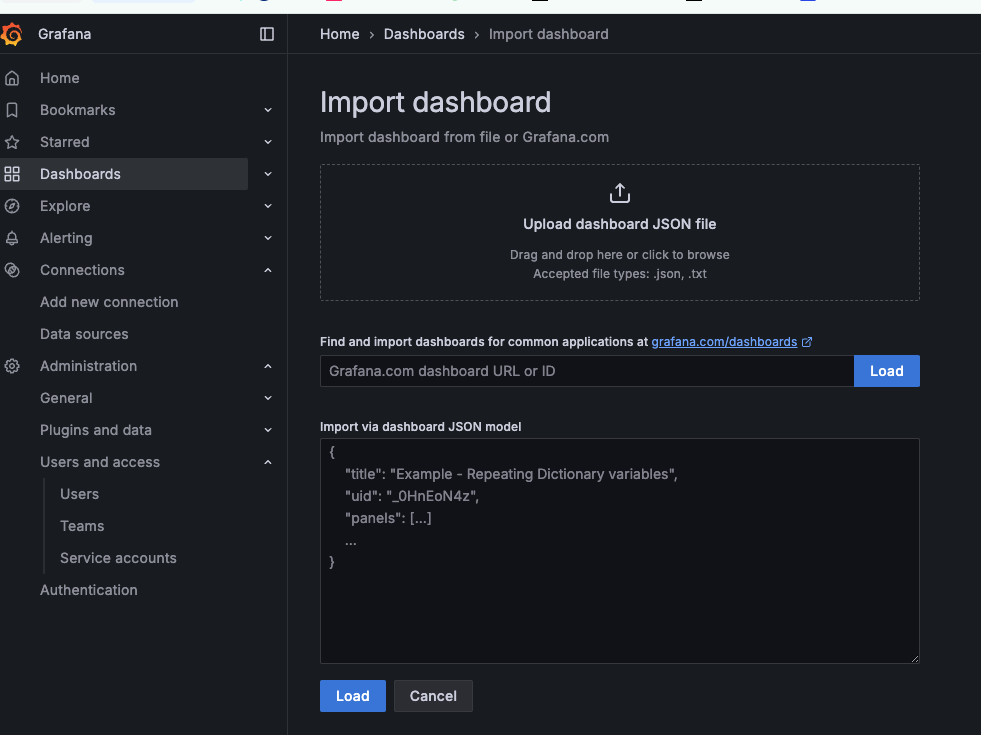 Grafana
Home › Dashboards › Import dashboard
Home
Bookmarks
Starred
Dashboards
Explore
Alerting
Connections
Add new connection
Data sources
Administration
General
Plugins and data
Users and access
Users
Teams
Service accounts
Authentication
Import dashboard
Import dashboard from file or Grafana.com
Upload dashboard JSON file
Drag and drop here or click to browse
Accepted file types: .json, .txt
Find and import dashboards for common applications at grafana.com/dashboards
Grafana.com dashboard URL or ID
Load
Import via dashboard JSON model
{
"title": "Example - Repeating Dictionary variables",
"uid": "_0HnEoN4z",
"panels": [...]
...
}
Load
Cancel